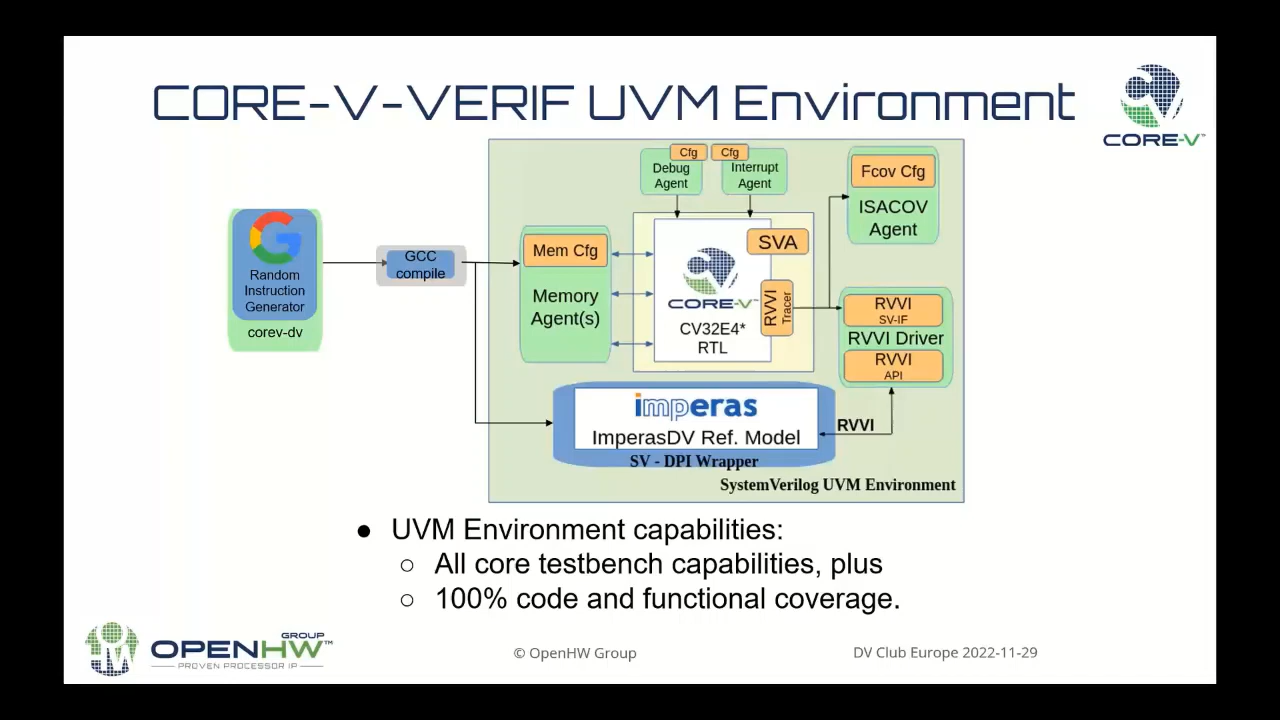 CORE-V-VERIF UVM Environment
CORE-V™
Cfg
Cfg
Debug
Agent
Interrupt
Agent
Fcov Cfg
ISACOV
Agent
G
Random
Instruction
Generator
corev-dv
GCC
compile
Mem Cfg
Memory
Agent(s)
SVA
CORE-V™
CV32E4*
RTL
RVVI
Tracer
RVVI
SV-IF
RVVI Driver
RVVI
API
imperas
ImperasDV Ref. Model
SV - DPI Wrapper
RVVI
SystemVerilog UVM Environment
● UVM Environment capabilities:
○ All core testbench capabilities, plus
○ 100% code and functional coverage.
OPENHW™
GROUP
PROVEN PROCESSOR IP
© OpenHW Group
DV Club Europe 2022-11-29